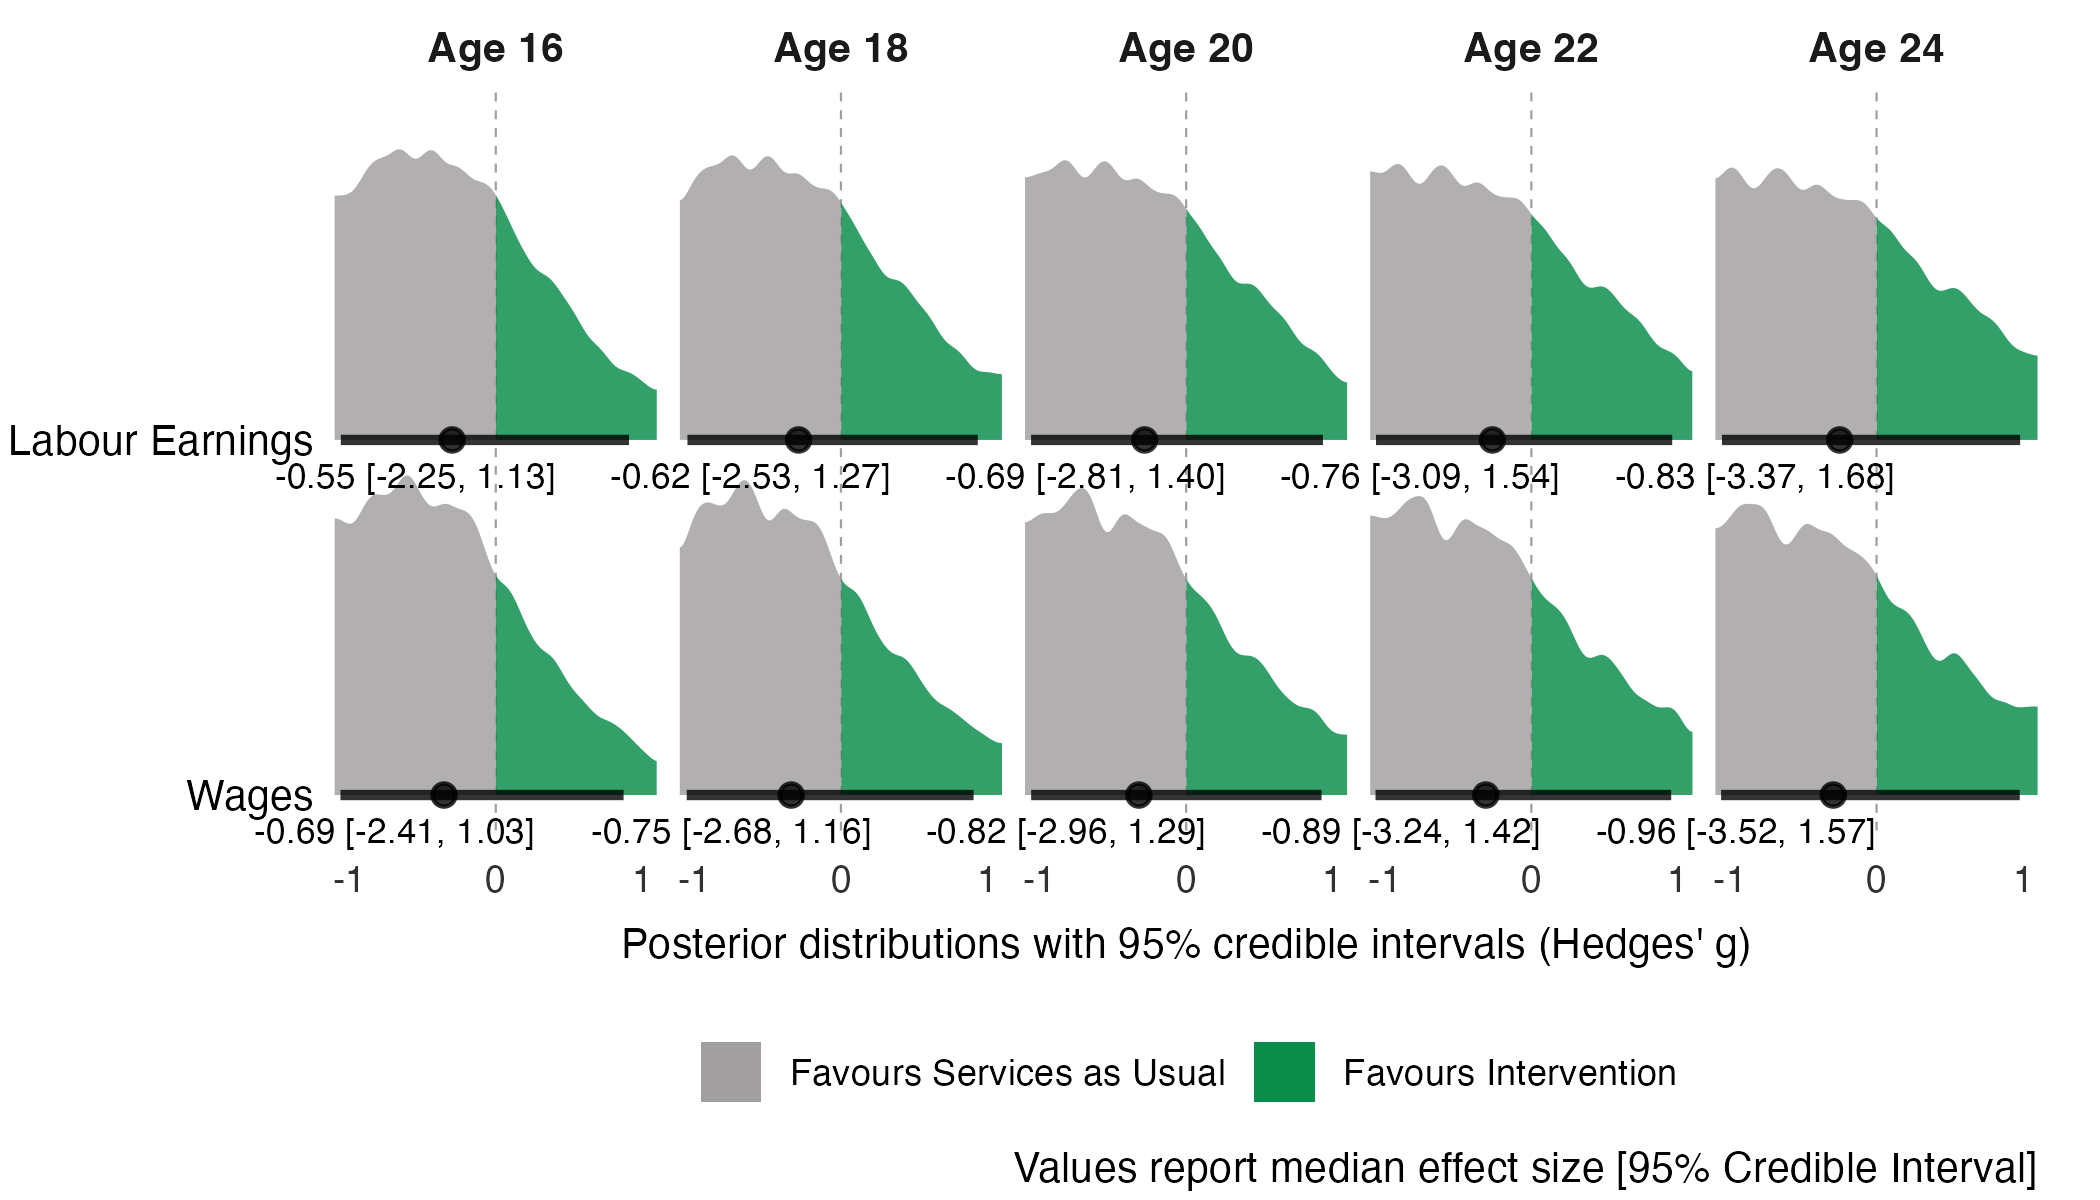 Age 16 Age 18 Age 20 Age 22 Age 24
Labour Earnings
-0.55 [-2.25, 1.13] -0.62 [-2.53, 1.27] -0.69 [-2.81, 1.40] -0.76 [-3.09, 1.54] -0.83 [-3.37, 1.68]
Wages
-0.69 [-2.41, 1.03] -0.75 [-2.68, 1.16] -0.82 [-2.96, 1.29] -0.89 [-3.24, 1.42] -0.96 [-3.52, 1.57]
-1 0 1 -1 0 1 -1 0 1 -1 0 1 -1 0 1
Posterior distributions with 95% credible intervals (Hedges' g)
Favours Services as Usual Favours Intervention
Values report median effect size [95% Credible Interval]